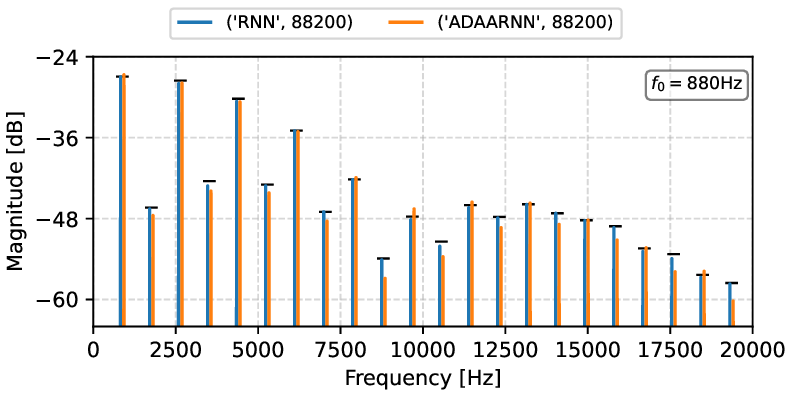 ('RNN', 88200) ('ADAARNN', 88200)
f₀ = 880Hz
Magnitude [dB]
−24
−36
−48
−60
0 2500 5000 7500 10000 12500 15000 17500 20000
Frequency [Hz]